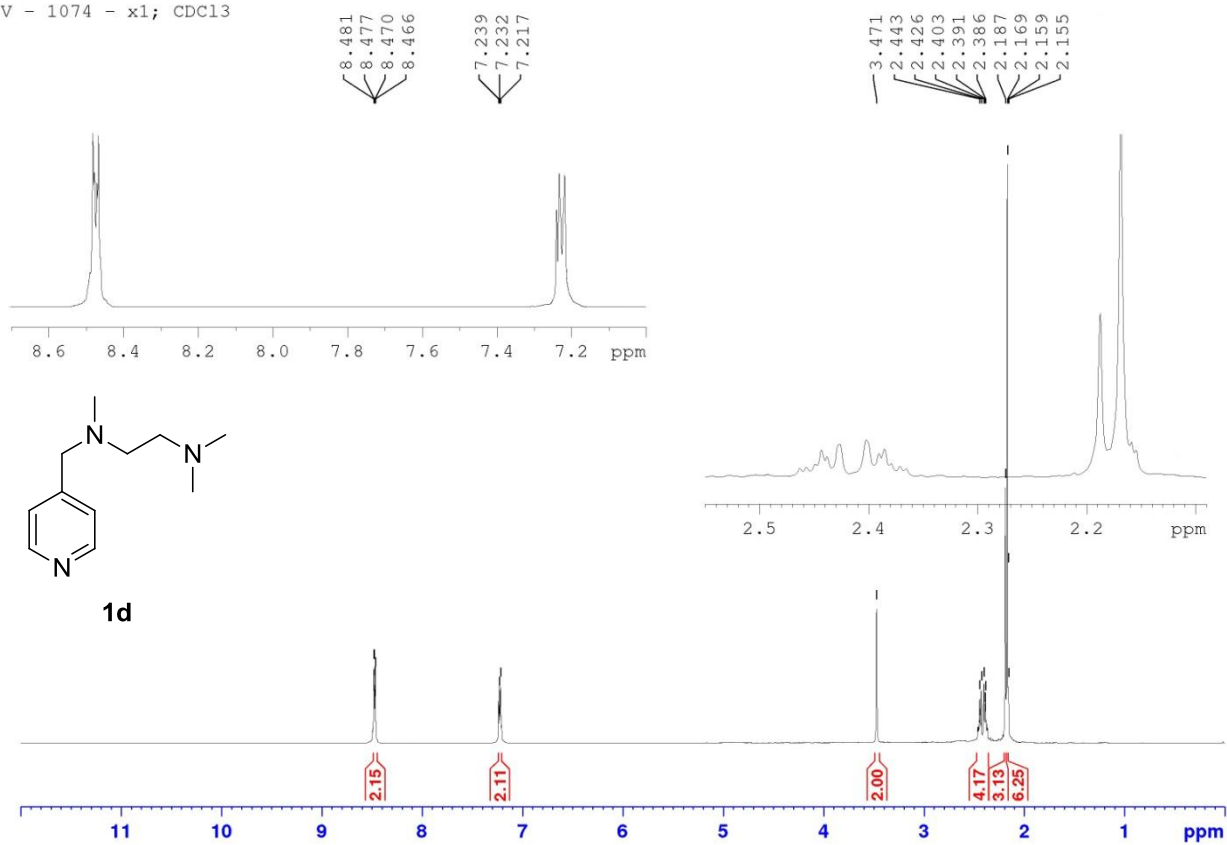 V - 1074 - x1; CDCl3
8.481
8.477
8.470
8.466
7.239
7.232
7.217
3.471
2.443
2.426
2.403
2.391
2.386
2.187
2.169
2.159
2.155
8.6 8.4 8.2 8.0 7.8 7.6 7.4 7.2 ppm
2.5 2.4 2.3 2.2 ppm
N
N
N
1d
2.15 2.11 2.00 4.17 3.13 6.25
11 10 9 8 7 6 5 4 3 2 1 ppm